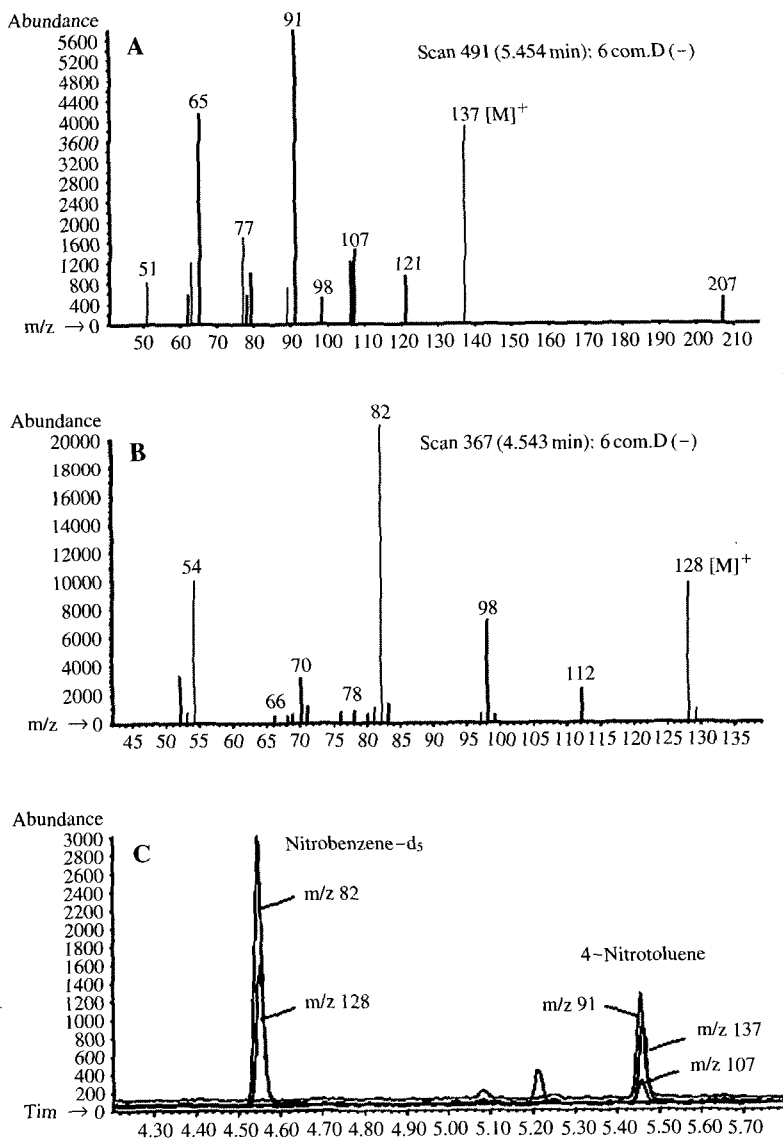 Abundance
A
Scan 491 (5.454 min): 6 com.D (−)
5600
5200
4800
4400
4000
3600
3200
2800
2400
2000
1600
1200
800
400
m/z → 0
91
65
137 [M]+
77
107
51
98
121
207
50 60 70 80 90 100 110 120 130 140 150 160 170 180 190 200 210
Abundance
B
Scan 367 (4.543 min): 6 com.D (−)
20000
18000
16000
14000
12000
10000
8000
6000
4000
2000
m/z → 0
82
54
128 [M]+
98
70
66
78
112
45 50 55 60 65 70 75 80 85 90 95 100 105 110 115 120 125 130 135
Abundance
C
3000
2800
2600
2400
2200
2000
1800
1600
1400
1200
1000
800
600
400
200
Tim → 0
Nitrobenzene−d5
m/z 82
m/z 128
4−Nitrotoluene
m/z 91
m/z 137
m/z 107
4.30 4.40 4.50 4.60 4.70 4.80 4.90 5.00 5.10 5.20 5.30 5.40 5.50 5.60 5.70